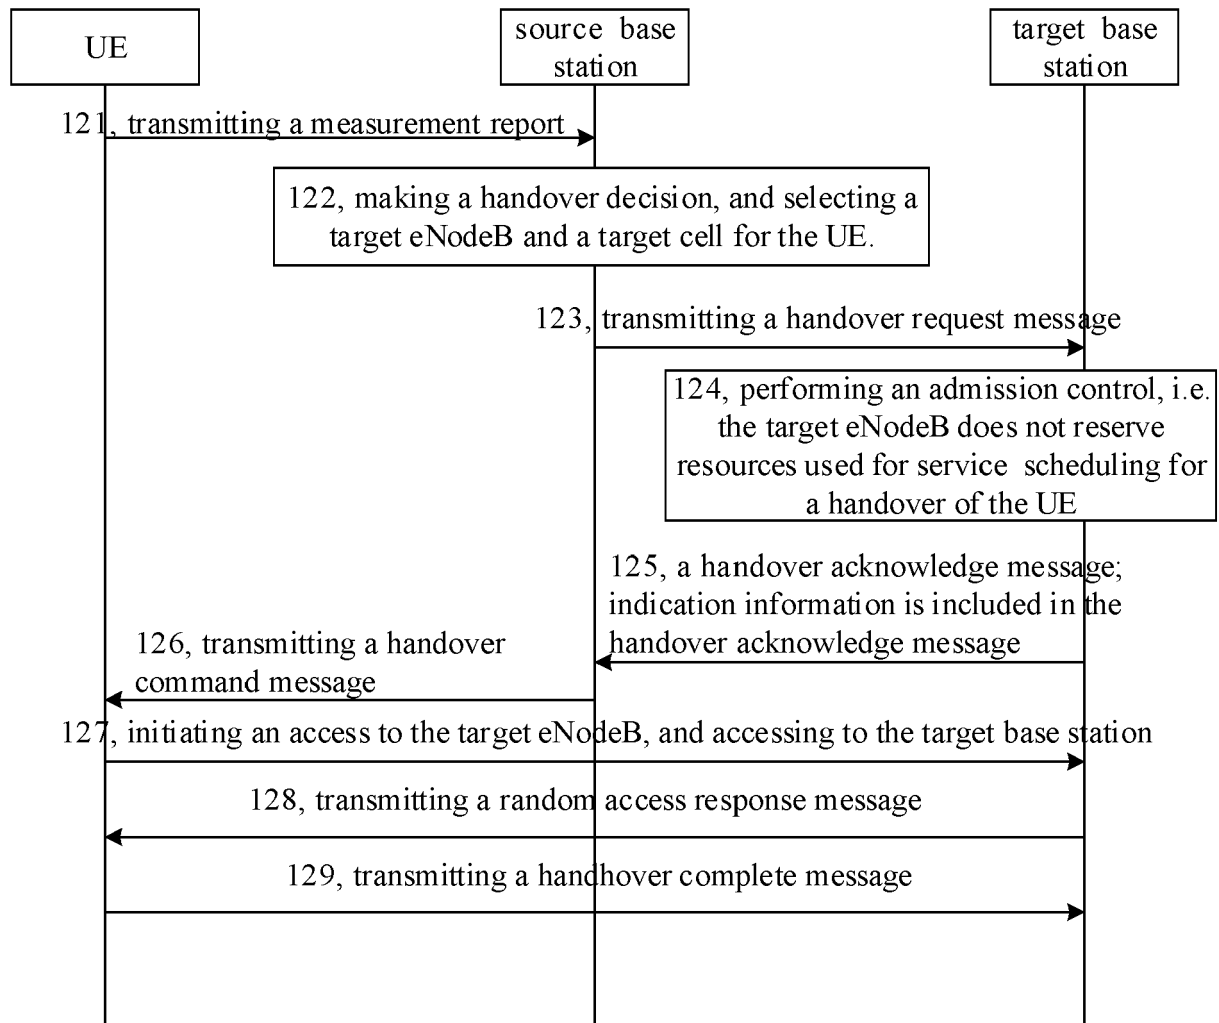 UE
source base
station
target base
station
121, transmitting a measurement report
122, making a handover decision, and selecting a
target eNodeB and a target cell for the UE.
123, transmitting a handover request message
124, performing an admission control, i.e.
the target eNodeB does not reserve
resources used for service scheduling for
a handover of the UE
125, a handover acknowledge message;
indication information is included in the
handover acknowledge message
126, transmitting a handover
command message
127, initiating an access to the target eNodeB, and accessing to the target base station
128, transmitting a random access response message
129, transmitting a handhover complete message